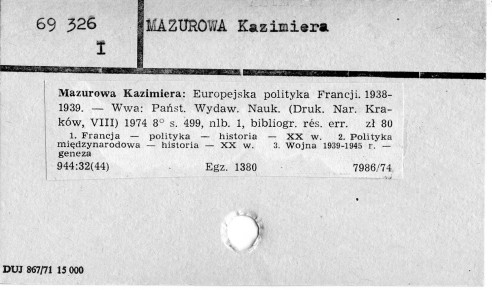 69 326
I
MAZUROWA Kazimiera
Mazurowa Kazimiera: Europejska polityka Francji. 1938-
1939. — Wwa: Państ. Wydaw. Nauk. (Druk. Nar. Kra-
ków, VIII) 1974 8° s. 499, nlb. 1, bibliogr. rés. err. zł 80
1. Francja — polityka — historia — XX w. 2. Polityka
międzynarodowa — historia — XX w. 3. Wojna 1939-1945 r. —
geneza
944:32(44) Egz. 1380 7986/74
DUJ 867/71 15 000